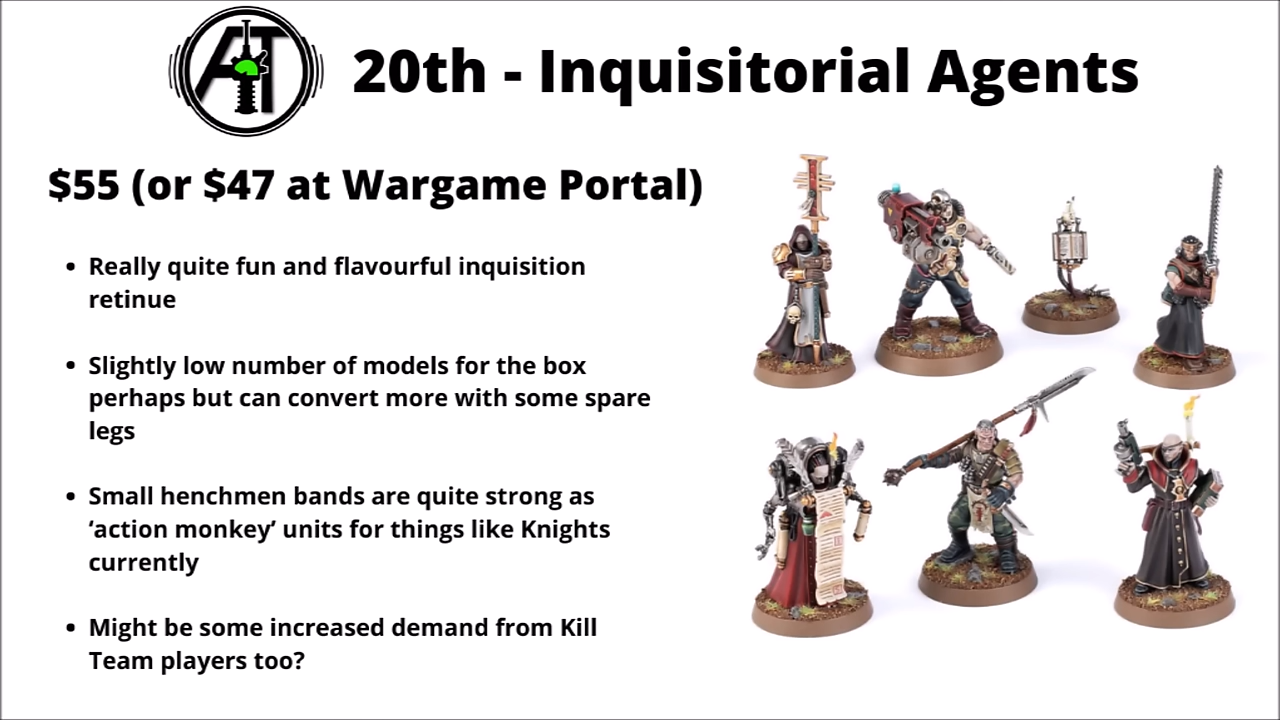 AT
20th - Inquisitorial Agents
$55 (or $47 at Wargame Portal)
• Really quite fun and flavourful inquisition
retinue
• Slightly low number of models for the box
perhaps but can convert more with some spare
legs
• Small henchmen bands are quite strong as
‘action monkey’ units for things like Knights
currently
• Might be some increased demand from Kill
Team players too?